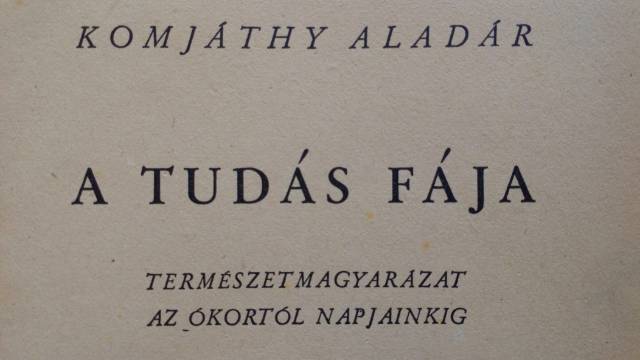 KOMJÁTHY ALADÁR
A TUDÁS FÁJA
TERMÉSZETMAGYARÁZAT
AZ ÓKORTÓL NAPJAINKIG